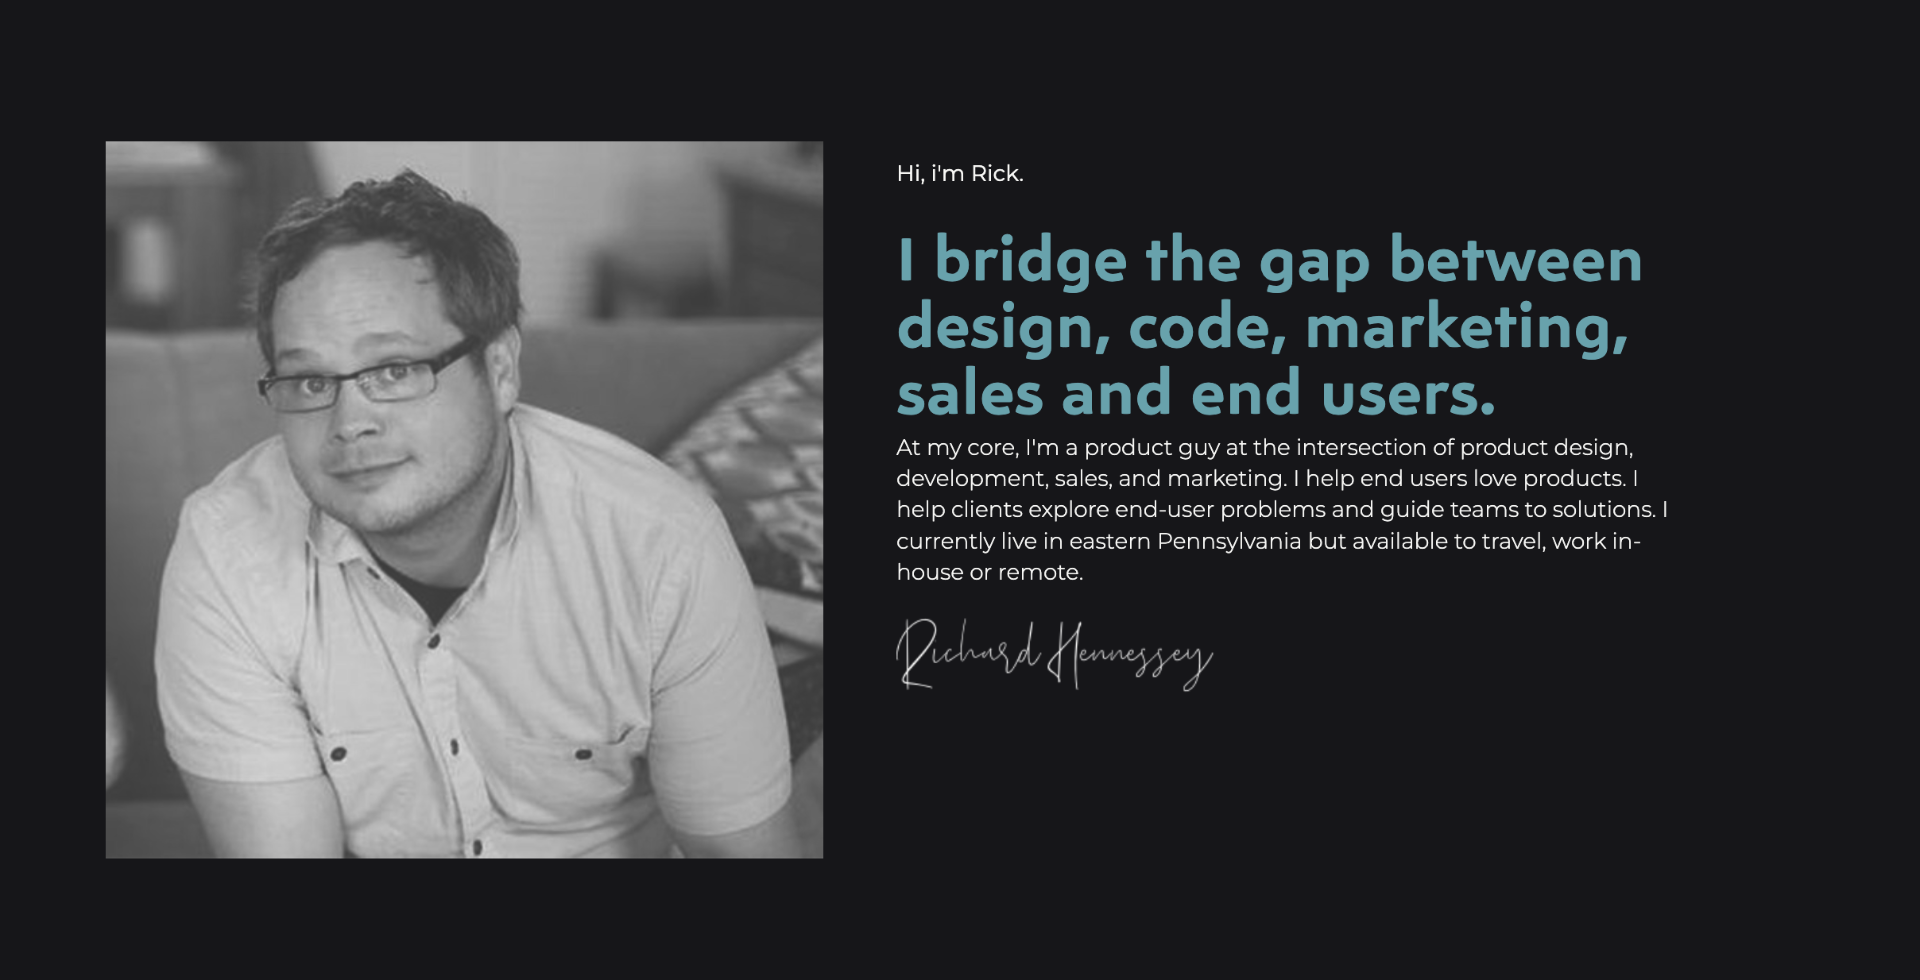 Hi, i'm Rick.
I bridge the gap between
design, code, marketing,
sales and end users.
At my core, I'm a product guy at the intersection of product design,
development, sales, and marketing. I help end users love products. I
help clients explore end-user problems and guide teams to solutions. I
currently live in eastern Pennsylvania but available to travel, work in-
house or remote.
Richard Hennessey